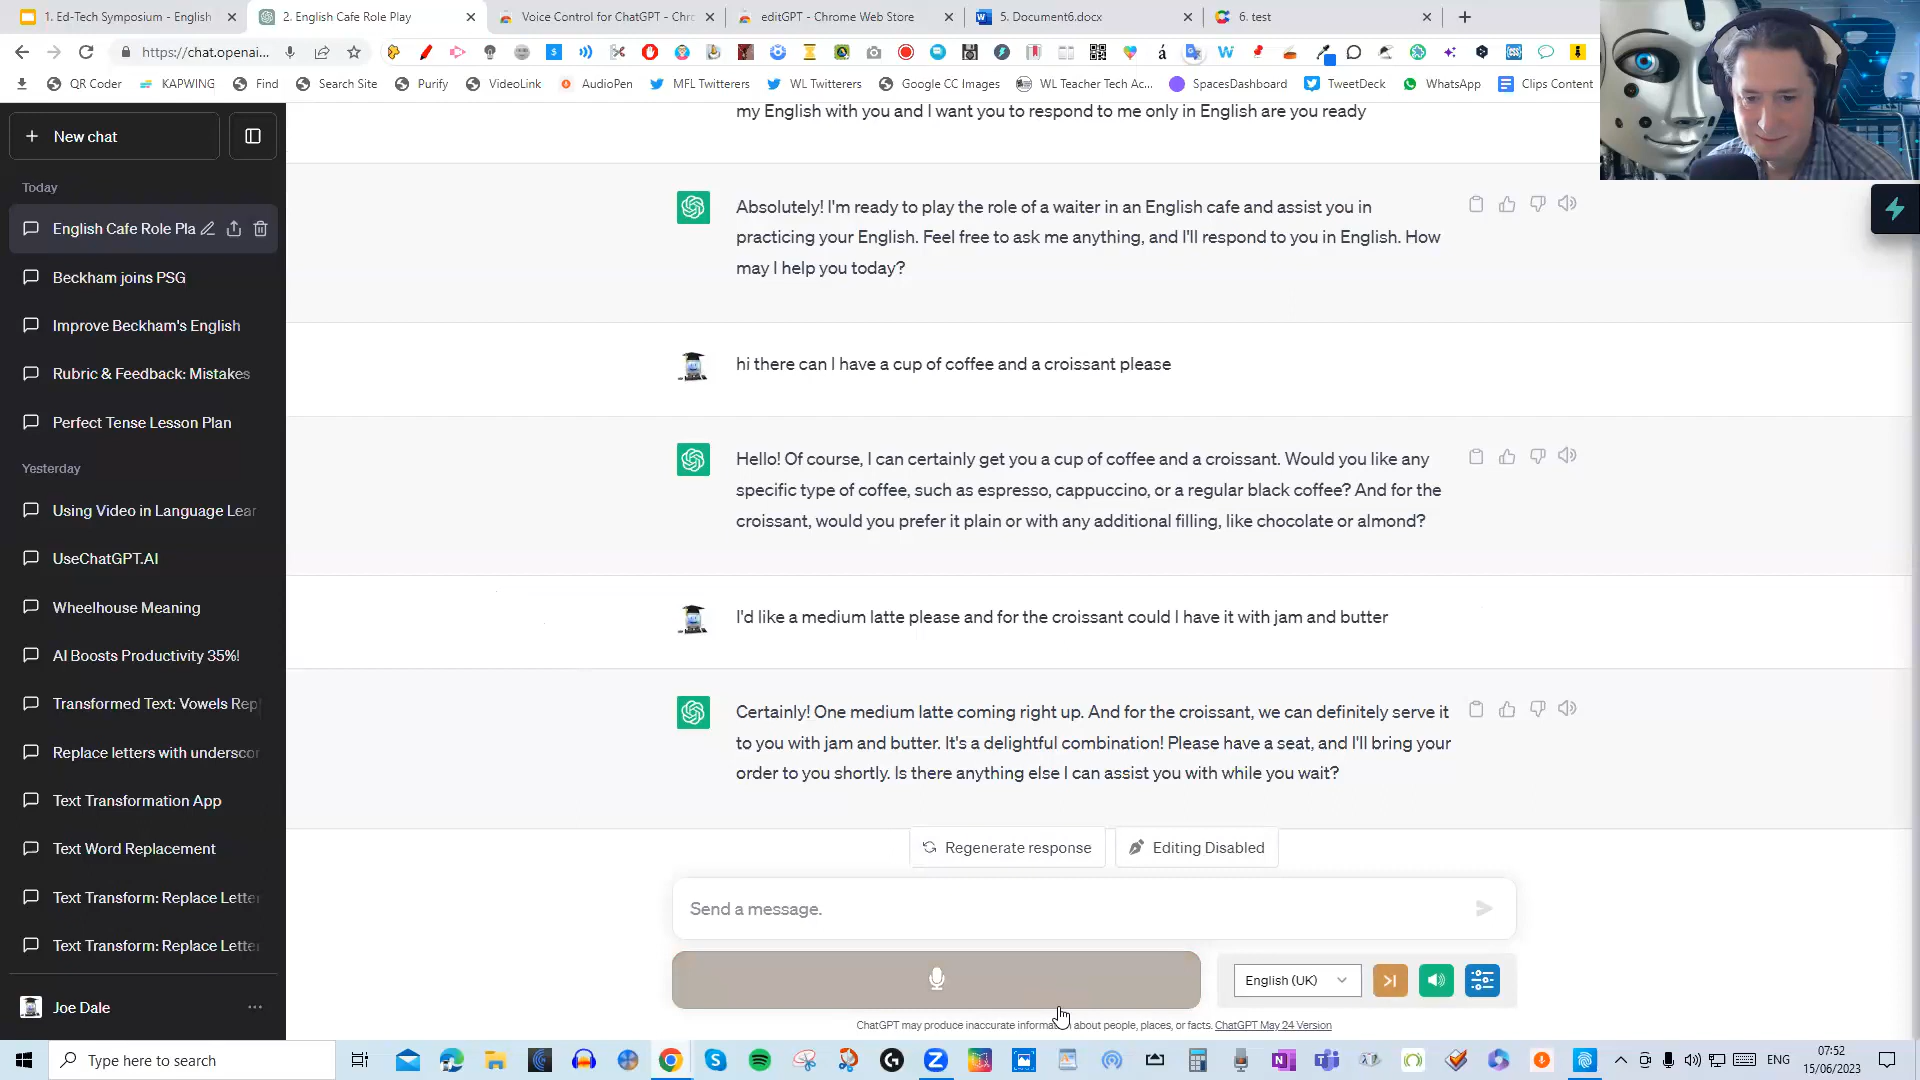 1. Ed-Tech Symposium - English
2. English Cafe Role Play
Voice Control for ChatGPT - Chr
editGPT - Chrome Web Store
5. Document6.docx
6. test
https://chat.openai...
QR Coder
KAPWING
Find
Search Site
Purify
VideoLink
AudioPen
MFL Twitterers
WL Twitterers
Google CC Images
WL Teacher Tech Ac...
SpacesDashboard
TweetDeck
WhatsApp
Clips Content
New chat
Today
English Cafe Role Pla
Beckham joins PSG
Improve Beckham's English
Rubric & Feedback: Mistakes
Perfect Tense Lesson Plan
Yesterday
Using Video in Language Lear
UseChatGPT.AI
Wheelhouse Meaning
AI Boosts Productivity 35%!
Transformed Text: Vowels Rep
Replace letters with underscor
Text Transformation App
Text Word Replacement
Text Transform: Replace Lette
Text Transform: Replace Lette
Joe Dale
my English with you and I want you to respond to me only in English are you ready
Absolutely! I'm ready to play the role of a waiter in an English cafe and assist you in
practicing your English. Feel free to ask me anything, and I'll respond to you in English. How
may I help you today?
hi there can I have a cup of coffee and a croissant please
Hello! Of course, I can certainly get you a cup of coffee and a croissant. Would you like any
specific type of coffee, such as espresso, cappuccino, or a regular black coffee? And for the
croissant, would you prefer it plain or with any additional filling, like chocolate or almond?
I'd like a medium latte please and for the croissant could I have it with jam and butter
Certainly! One medium latte coming right up. And for the croissant, we can definitely serve it
to you with jam and butter. It's a delightful combination! Please have a seat, and I'll bring your
order to you shortly. Is there anything else I can assist you with while you wait?
Regenerate response
Editing Disabled
Send a message.
English (UK)
ChatGPT may produce inaccurate informat about people, places, or facts. ChatGPT May 24 Version
Type here to search
ENG
07:52
15/06/2023